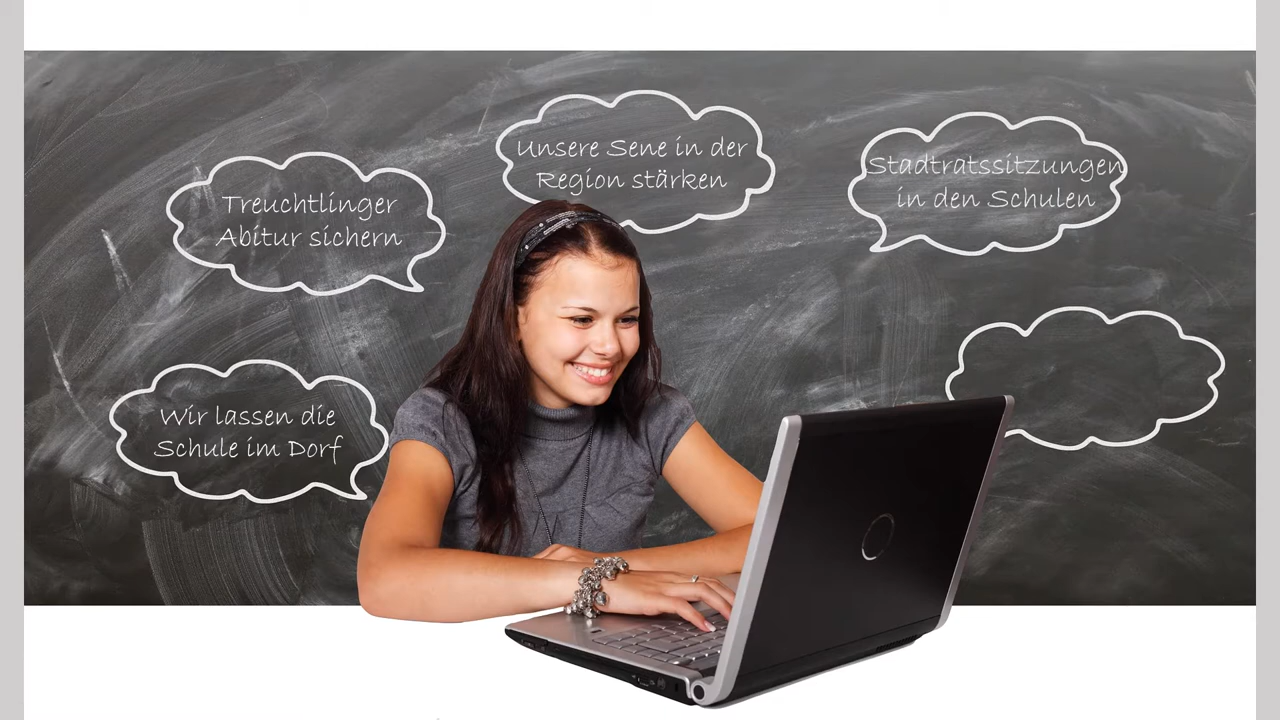 Unsere Sene in der
Region stärken
Stadtratssitzungen
in den Schulen
Treuchtlinger
Abitur sichern
Wir lassen die
Schule im Dorf